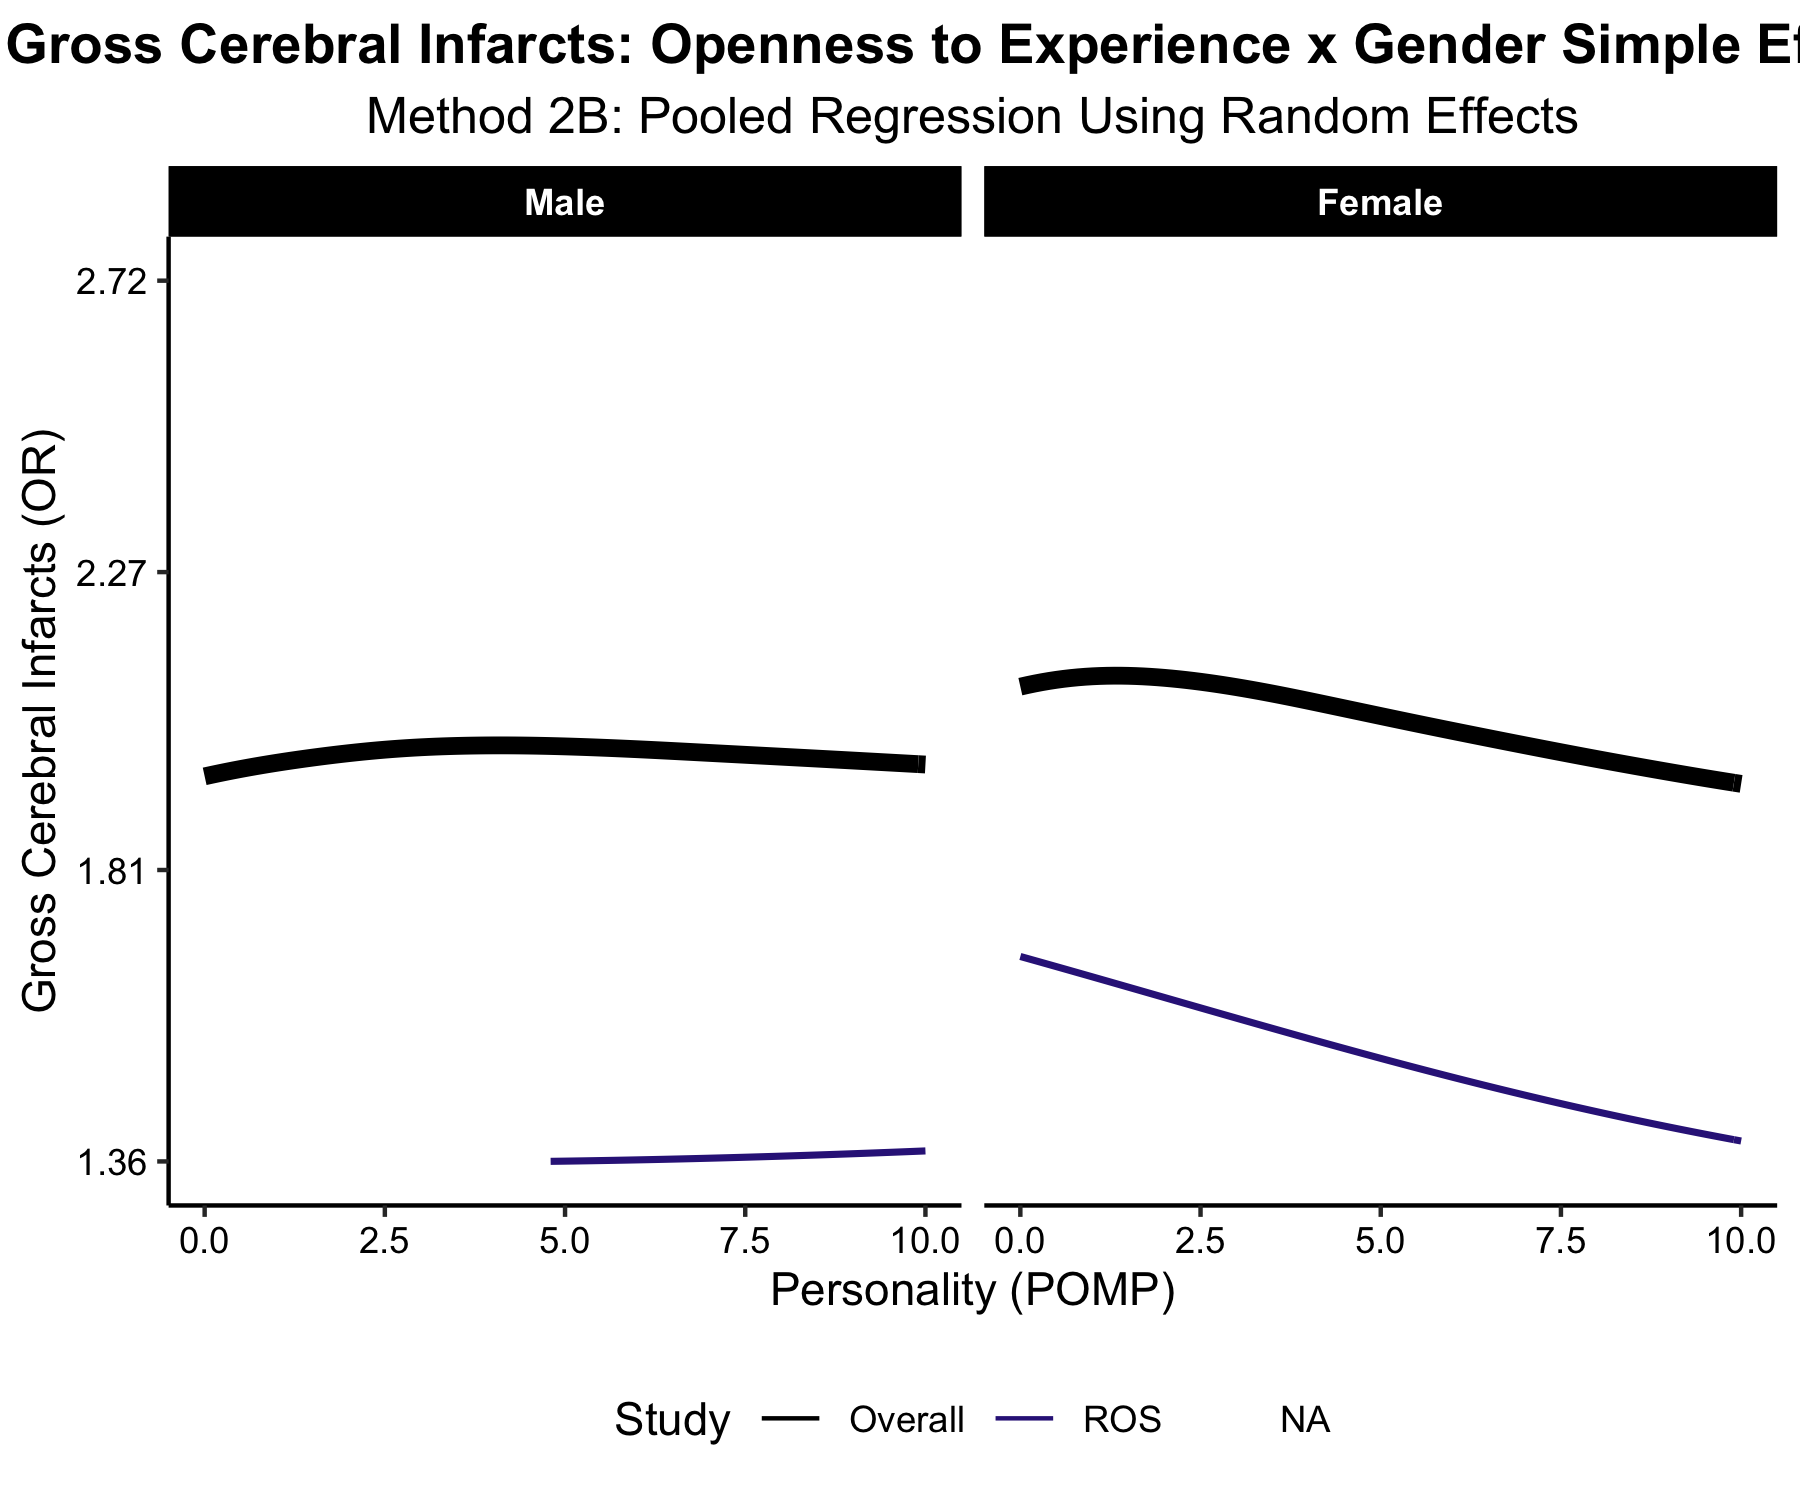 Gross Cerebral Infarcts: Openness to Experience x Gender Simple Ef
Method 2B: Pooled Regression Using Random Effects
Male Female
Gross Cerebral Infarcts (OR)
2.72
2.27
1.81
1.36
0.0 2.5 5.0 7.5 10.0 0.0 2.5 5.0 7.5 10.0
Personality (POMP)
Study Overall ROS NA